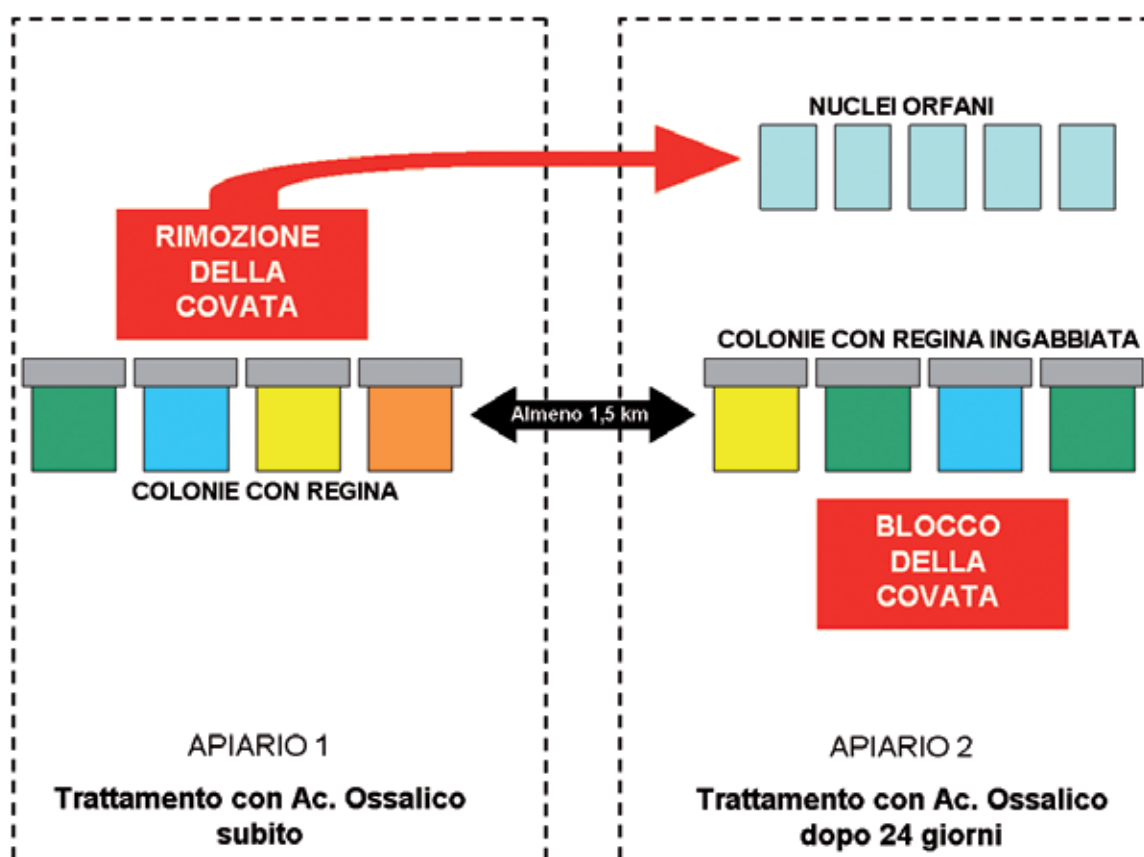 NUCLEI ORFANI
RIMOZIONE
DELLA
COVATA
COLONIE CON REGINA INGABBIATA
Almeno 1,5 km
COLONIE CON REGINA
BLOCCO
DELLA
COVATA
APIARIO 1
Trattamento con Ac. Ossalico
subito
APIARIO 2
Trattamento con Ac. Ossalico
dopo 24 giorni